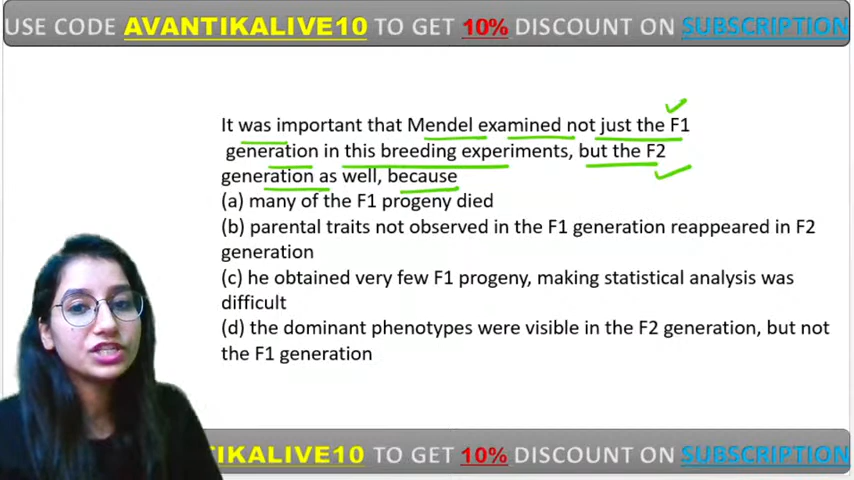 USE CODE AVANTIKALIVE10 TO GET 10% DISCOUNT ON SUBSCRIPTION
It was important that Mendel examined not just the F1
generation in this breeding experiments, but the F2
generation as well, because
(a) many of the F1 progeny died
(b) parental traits not observed in the F1 generation reappeared in F2
generation
(c) he obtained very few F1 progeny, making statistical analysis was
difficult
(d) the dominant phenotypes were visible in the F2 generation, but not
the F1 generation
TIKALIVE10 TO GET 10% DISCOUNT ON SUBSCRIPTION